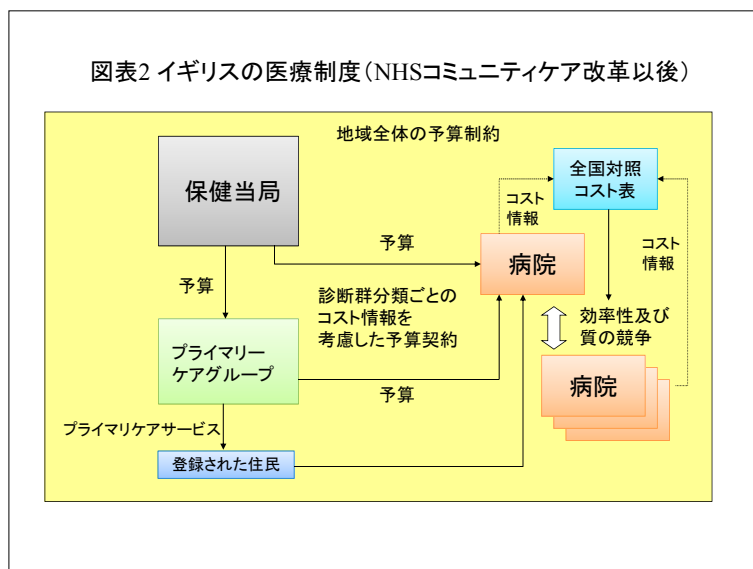 図表2 イギリスの医療制度(NHSコミュニティケア改革以後)
地域全体の予算制約
保健当局
全国対照
コスト表
コスト
情報
予算
病院
コスト
情報
予算
診断群分類ごとの
コスト情報を
考慮した予算契約
効率性及び
質の競争
プライマリー
ケアグループ
予算
病院
プライマリケアサービス
登録された住民